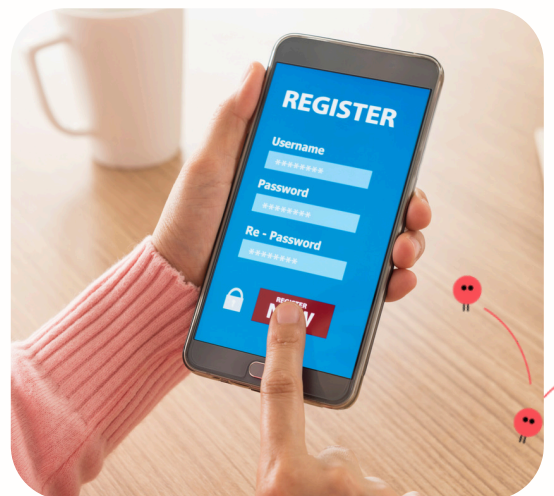 REGISTER
Username
********
Password
********
Re - Password
********
REGISTER